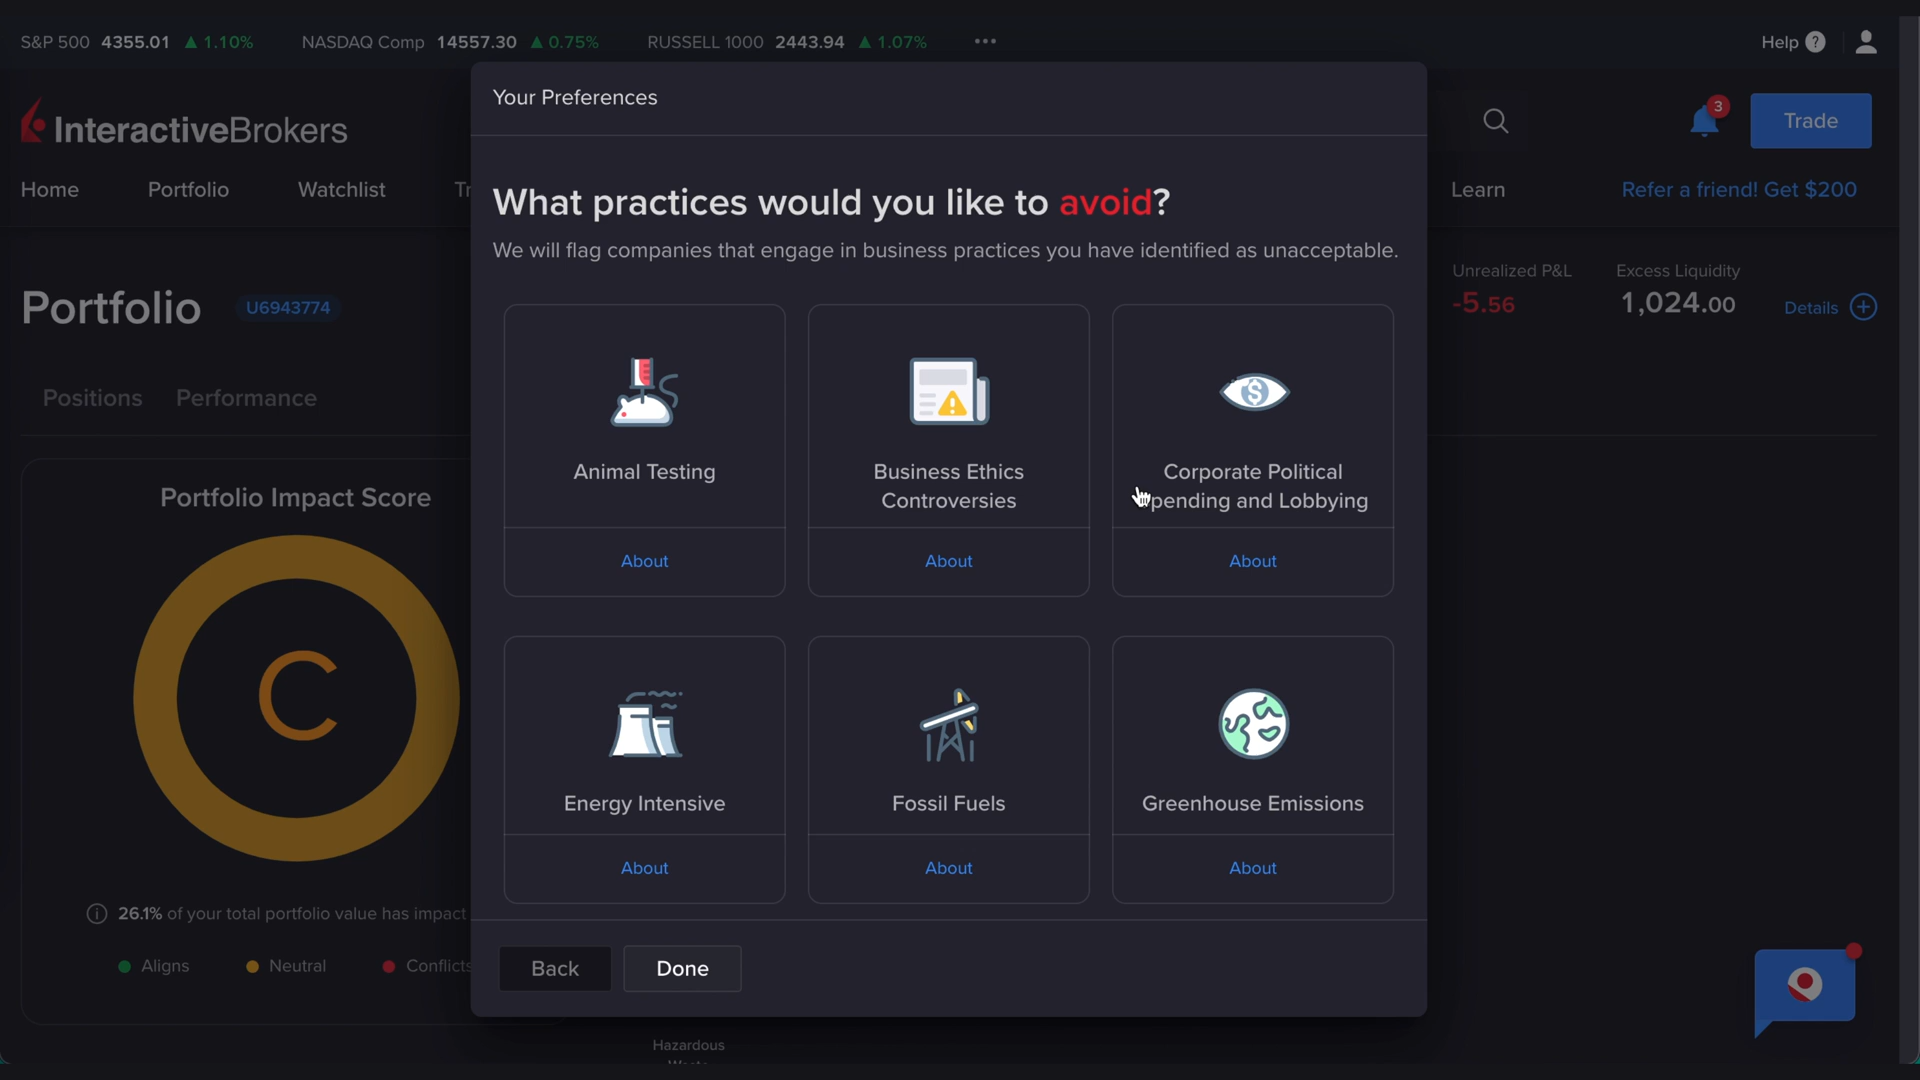 S&P 500 4355.01 ▲ 1.10% NASDAQ Comp 14557.30 ▲ 0.75% RUSSELL 1000 2443.94 ▲ 1.07% ••• Help ?
Your Preferences
InteractiveBrokers
3
Trade
Home Portfolio Watchlist Tr
Learn Refer a friend! Get $200
What practices would you like to avoid?
We will flag companies that engage in business practices you have identified as unacceptable.
Portfolio U6943774
Unrealized P&L Excess Liquidity
-5.56 1,024.00 Details
Positions Performance
Animal Testing
Business Ethics
Controversies
Corporate Political
pending and Lobbying
About About About
Portfolio Impact Score
C
Energy Intensive Fossil Fuels Greenhouse Emissions
About About About
26.1% of your total portfolio value has impact
Aligns Neutral Conflicts
Back Done
Hazardous